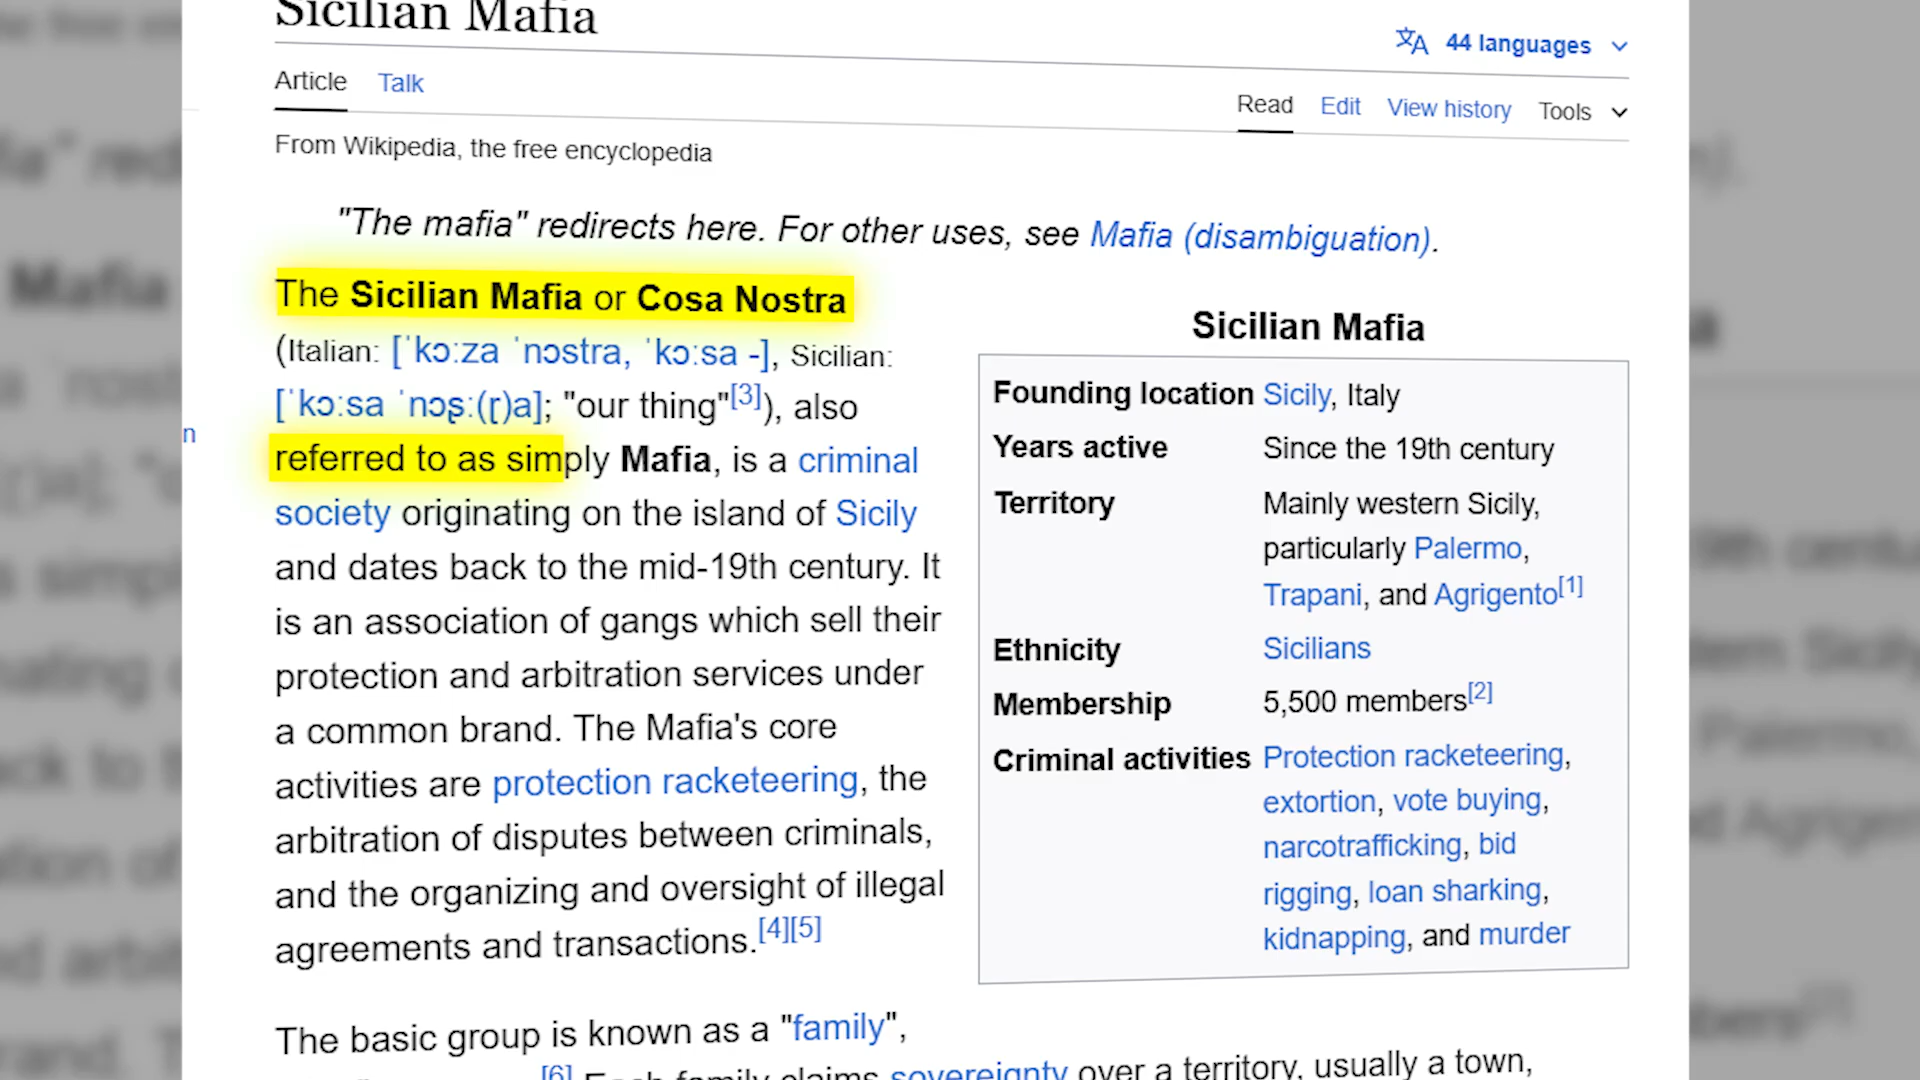 Sicilian Mafia
44 languages
Article Talk
Read Edit View history Tools
From Wikipedia, the free encyclopedia
"The mafia" redirects here. For other uses, see Mafia (disambiguation).
The Sicilian Mafia or Cosa Nostra
(Italian: [ˈkɔːza ˈnɔstra, ˈkɔːsa -], Sicilian:
[ˈkɔːsa ˈnɔʂː(ɽ)a]; "our thing"[3]), also
referred to as simply Mafia, is a criminal
society originating on the island of Sicily
and dates back to the mid-19th century. It
is an association of gangs which sell their
protection and arbitration services under
a common brand. The Mafia's core
activities are protection racketeering, the
arbitration of disputes between criminals,
and the organizing and oversight of illegal
agreements and transactions.[4][5]
Sicilian Mafia
Founding location Sicily, Italy
Years active Since the 19th century
Territory Mainly western Sicily,
particularly Palermo,
Trapani, and Agrigento[1]
Ethnicity Sicilians
Membership 5,500 members[2]
Criminal activities Protection racketeering,
extortion, vote buying,
narcotrafficking, bid
rigging, loan sharking,
kidnapping, and murder
The basic group is known as a "family",
[6] Each family claims sovereignty over a territory, usually a town,